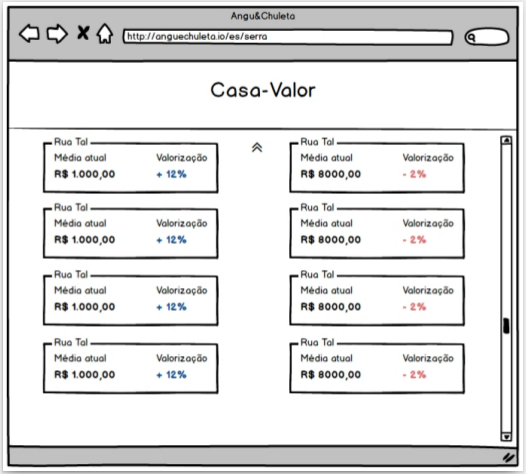 Angu&Chuleta
http://anguechuleta.io/es/serra
Casa-Valor
Rua Tal
Média atual Valorização
R$ 1.000,00 + 12%
Rua Tal
Média atual Valorização
R$ 8000,00 - 2%
Rua Tal
Média atual Valorização
R$ 1.000,00 + 12%
Rua Tal
Média atual Valorização
R$ 8000,00 - 2%
Rua Tal
Média atual Valorização
R$ 1.000,00 + 12%
Rua Tal
Média atual Valorização
R$ 8000,00 - 2%
Rua Tal
Média atual Valorização
R$ 1.000,00 + 12%
Rua Tal
Média atual Valorização
R$ 8000,00 - 2%